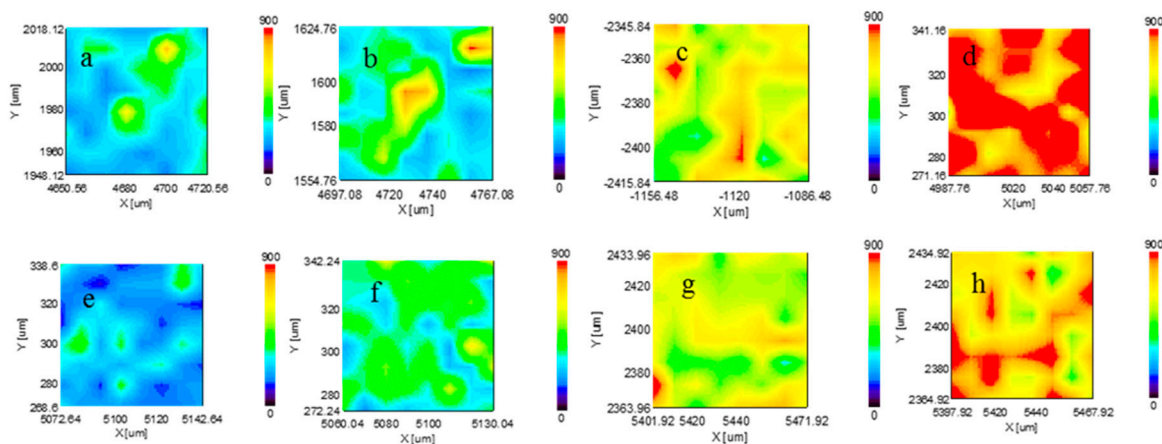 900
2018.12
a
2000
Y [um]
1980
1960
1948.12
0
4660.56 4680 4700 4720.56
X [um]
900
1624.76
b
1600
Y [um]
1580
1554.76
0
4697.08 4720 4740 4767.08
X [um]
900
-2345.84
c
-2360
Y [um]
-2380
-2400
-2415.84
0
-1156.48 -1120 -1086.48
X [um]
900
341.16
d
320
Y [um]
300
280
271.16
0
4987.76 5020 5040 5057.76
X [um]
900
338.6
e
320
Y [um]
300
280
268.6
0
5072.64 5100 5120 5142.64
X [um]
900
342.24
f
320
Y [um]
300
280
272.24
0
5060.04 5080 5100 5130.04
X [um]
900
2433.96
g
2420
Y [um]
2400
2380
2363.96
0
5401.92 5420 5440 5471.92
X [um]
900
2434.92
h
2420
Y [um]
2400
2380
2364.92
0
5397.92 5420 5440 5467.92
X [um]